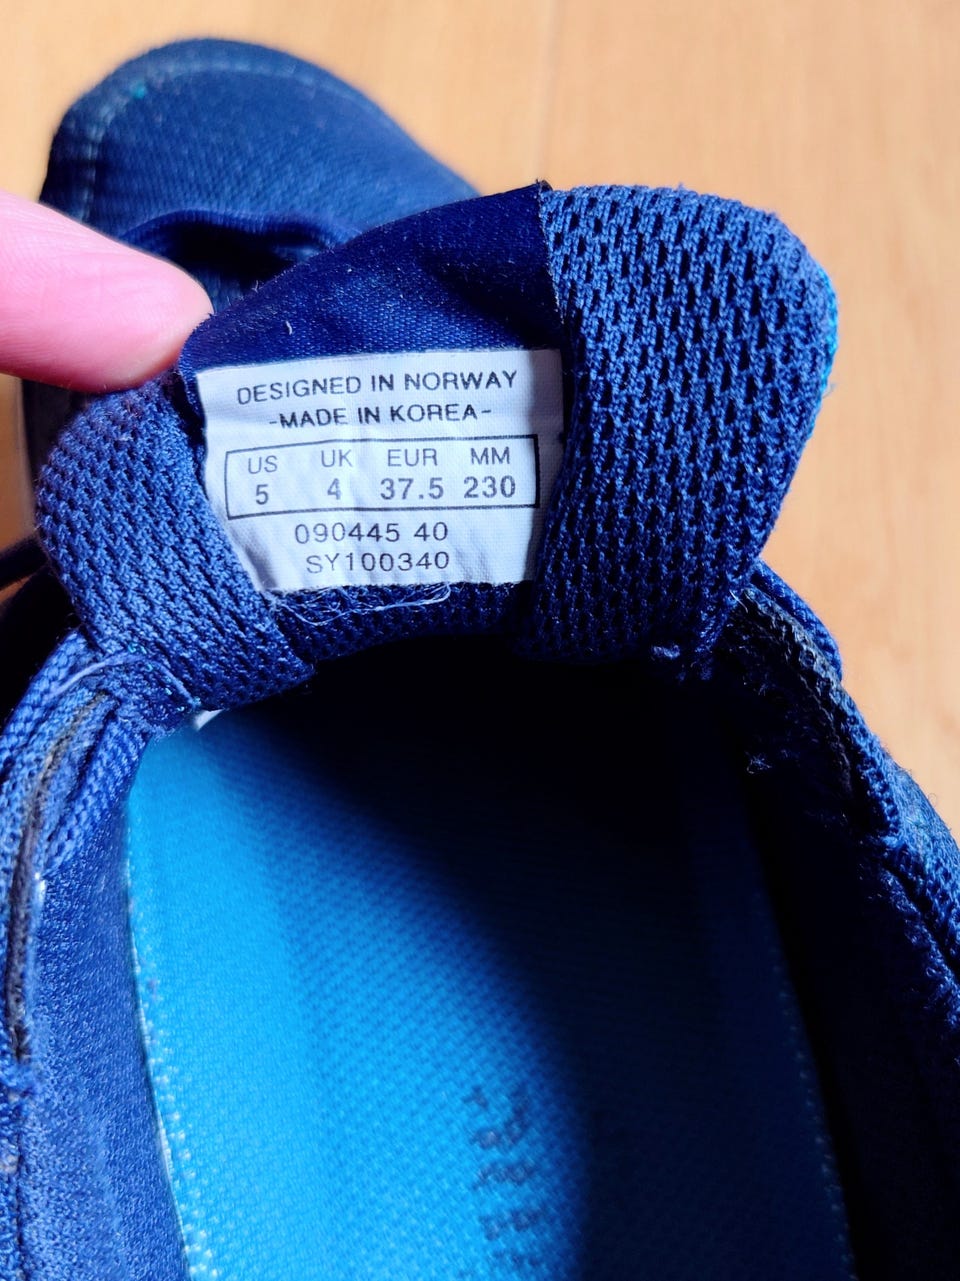 DESIGNED IN NORWAY
-MADE IN KOREA-
US UK EUR MM
5 4 37.5 230
090445 40
SY100340